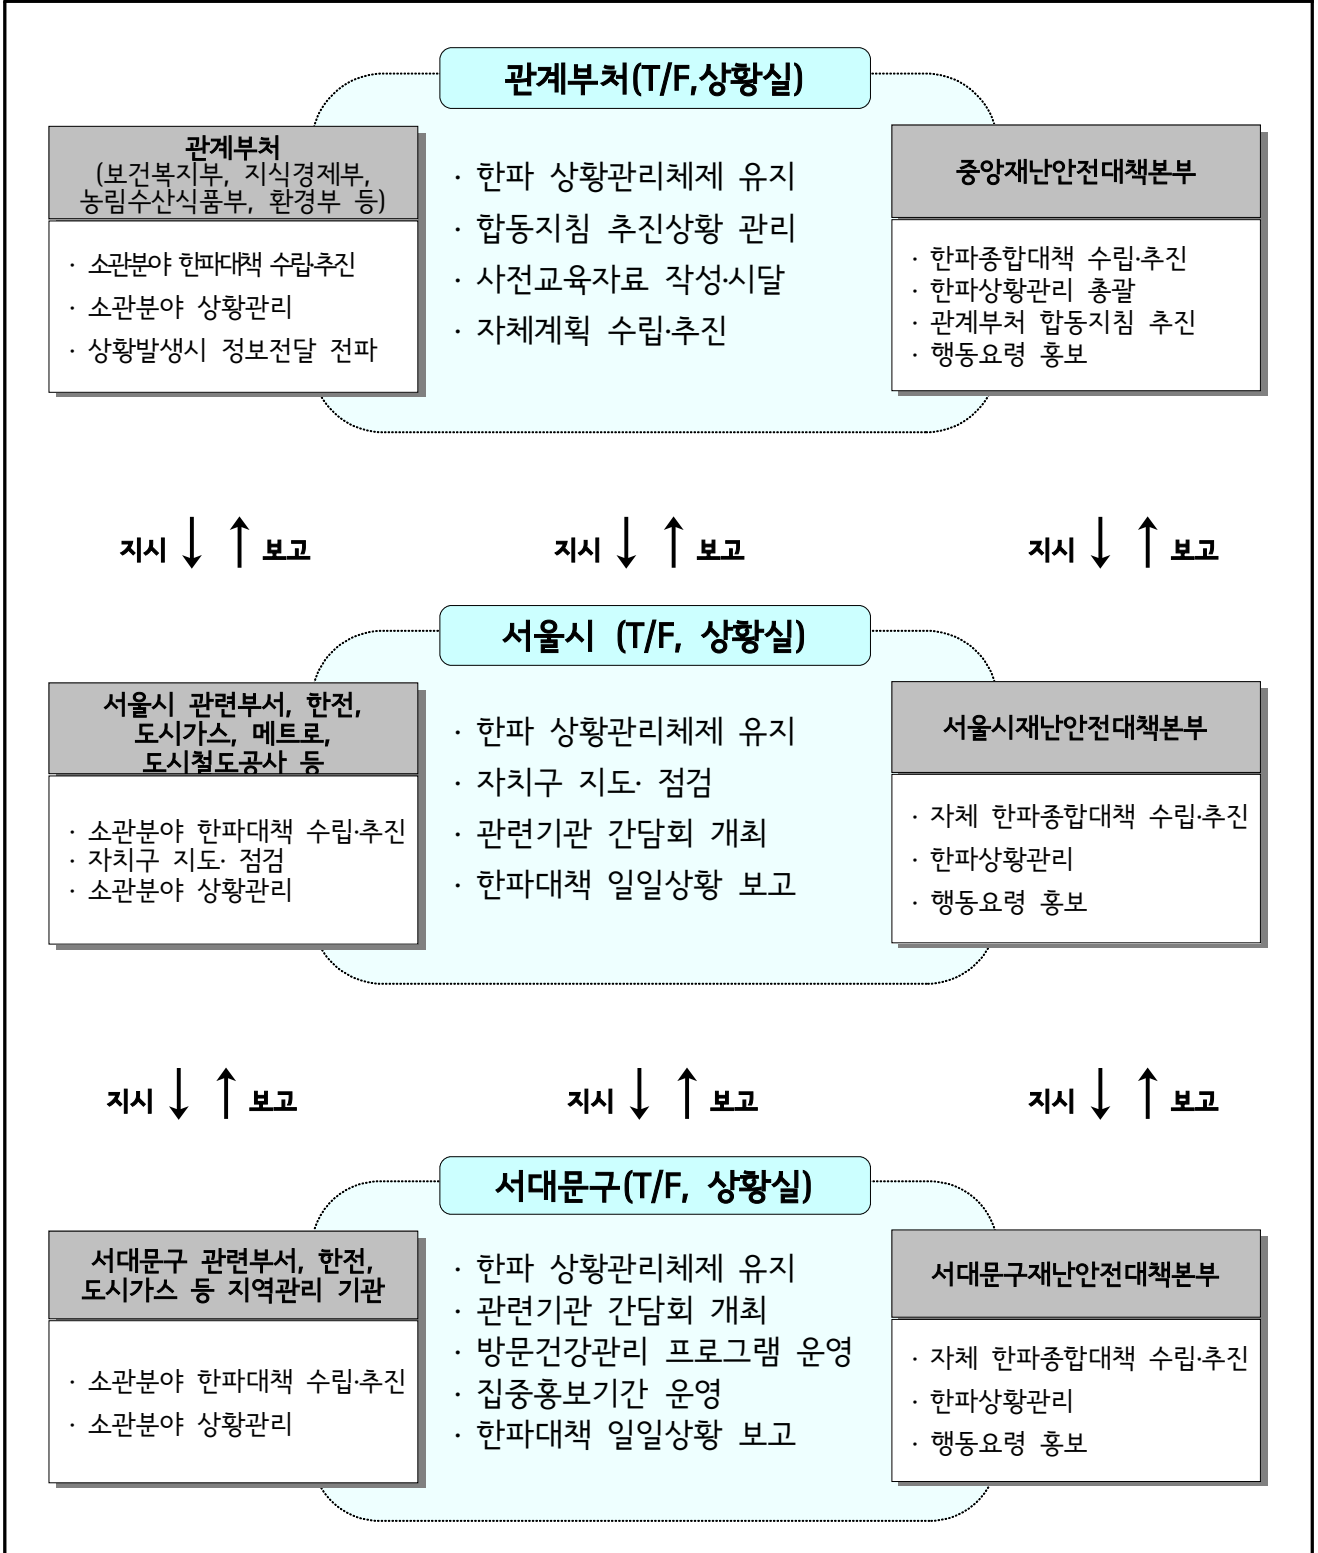 관계부처(T/F,상황실)
관계부처
(보건복지부, 지식경제부,
농림수산식품부, 환경부 등)
· 소관분야 한파대책 수립·추진
· 소관분야 상황관리
· 상황발생시 정보전달 전파
· 한파 상황관리체제 유지
· 합동지침 추진상황 관리
· 사전교육자료 작성·시달
· 자체계획 수립·추진
중앙재난안전대책본부
· 한파종합대책 수립·추진
· 한파상황관리 총괄
· 관계부처 합동지침 추진
· 행동요령 홍보
지시 ↓ ↑ 보고
지시 ↓ ↑ 보고
지시 ↓ ↑ 보고
서울시 (T/F, 상황실)
서울시 관련부서, 한전,
도시가스, 메트로,
도시철도공사 등
· 소관분야 한파대책 수립·추진
· 자치구 지도· 점검
· 소관분야 상황관리
· 한파 상황관리체제 유지
· 자치구 지도· 점검
· 관련기관 간담회 개최
· 한파대책 일일상황 보고
서울시재난안전대책본부
· 자체 한파종합대책 수립·추진
· 한파상황관리
· 행동요령 홍보
지시 ↓ ↑ 보고
지시 ↓ ↑ 보고
지시 ↓ ↑ 보고
서대문구(T/F, 상황실)
서대문구 관련부서, 한전,
도시가스 등 지역관리 기관
· 소관분야 한파대책 수립·추진
· 소관분야 상황관리
· 한파 상황관리체제 유지
· 관련기관 간담회 개최
· 방문건강관리 프로그램 운영
· 집중홍보기간 운영
· 한파대책 일일상황 보고
서대문구재난안전대책본부
· 자체 한파종합대책 수립·추진
· 한파상황관리
· 행동요령 홍보